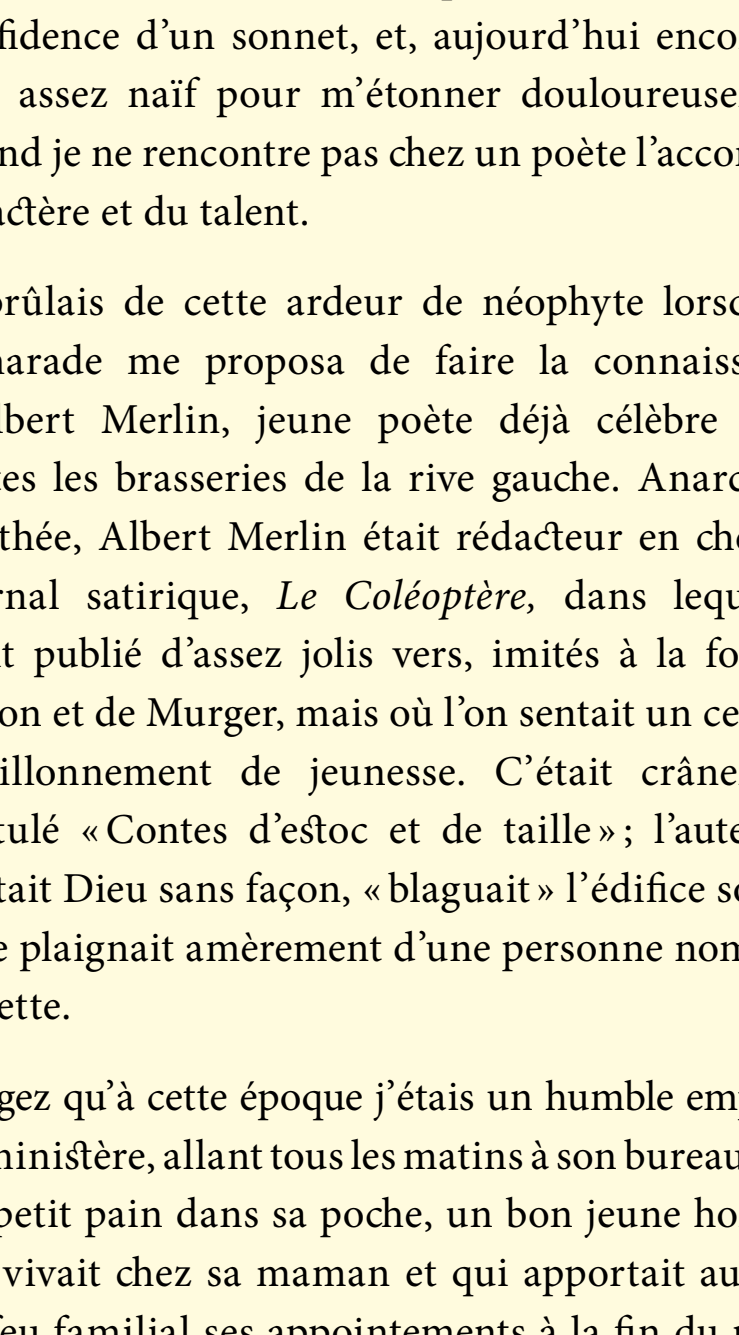 fidence d’un sonnet, et, aujourd’hui enco
assez naïf pour m’étonner douloureuse
nd je ne rencontre pas chez un poète l’accor
actère et du talent.
brûlais de cette ardeur de néophyte lorsq
marade me proposa de faire la connaiss
lbert Merlin, jeune poète déjà célèbre
tes les brasseries de la rive gauche. Anarc
thée, Albert Merlin était rédacteur en che
rnal satirique, Le Coléoptère, dans lequ
t publié d’assez jolis vers, imités à la fo
on et de Murger, mais où l’on sentait un ce
illonnement de jeunesse. C’était crâne
tulé « Contes d’estoc et de taille » ; l’aute
tait Dieu sans façon, « blaguait » l’édifice so
e plaignait amèrement d’une personne nom
ette.
gez qu’à cette époque j’étais un humble emp
ministère, allant tous les matins à son bureau
petit pain dans sa poche, un bon jeune ho
vivait chez sa maman et qui apportait au
feu familial ses appointements à la fin du